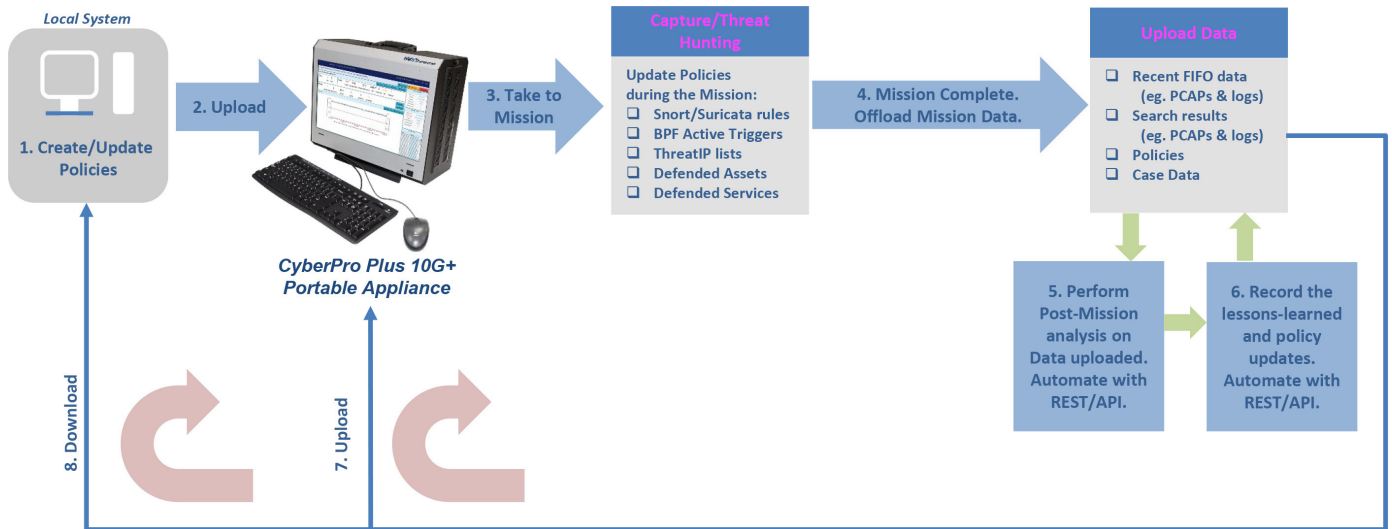 Local System
1. Create/Update
Policies
2. Upload
CyberPro Plus 10G+
Portable Appliance
3. Take to
Mission
Capture/Threat
Hunting
Update Policies
during the Mission:
❑ Snort/Suricata rules
❑ BPF Active Triggers
❑ ThreatIP lists
❑ Defended Assets
❑ Defended Services
4. Mission Complete.
Offload Mission Data.
Upload Data
❑ Recent FIFO data
(eg. PCAPs & logs)
❑ Search results
(eg. PCAPs & logs)
❑ Policies
❑ Case Data
5. Perform
Post-Mission
analysis on
Data uploaded.
Automate with
REST/API.
6. Record the
lessons-learned
and policy
updates.
Automate with
REST/API.
7. Upload
8. Download